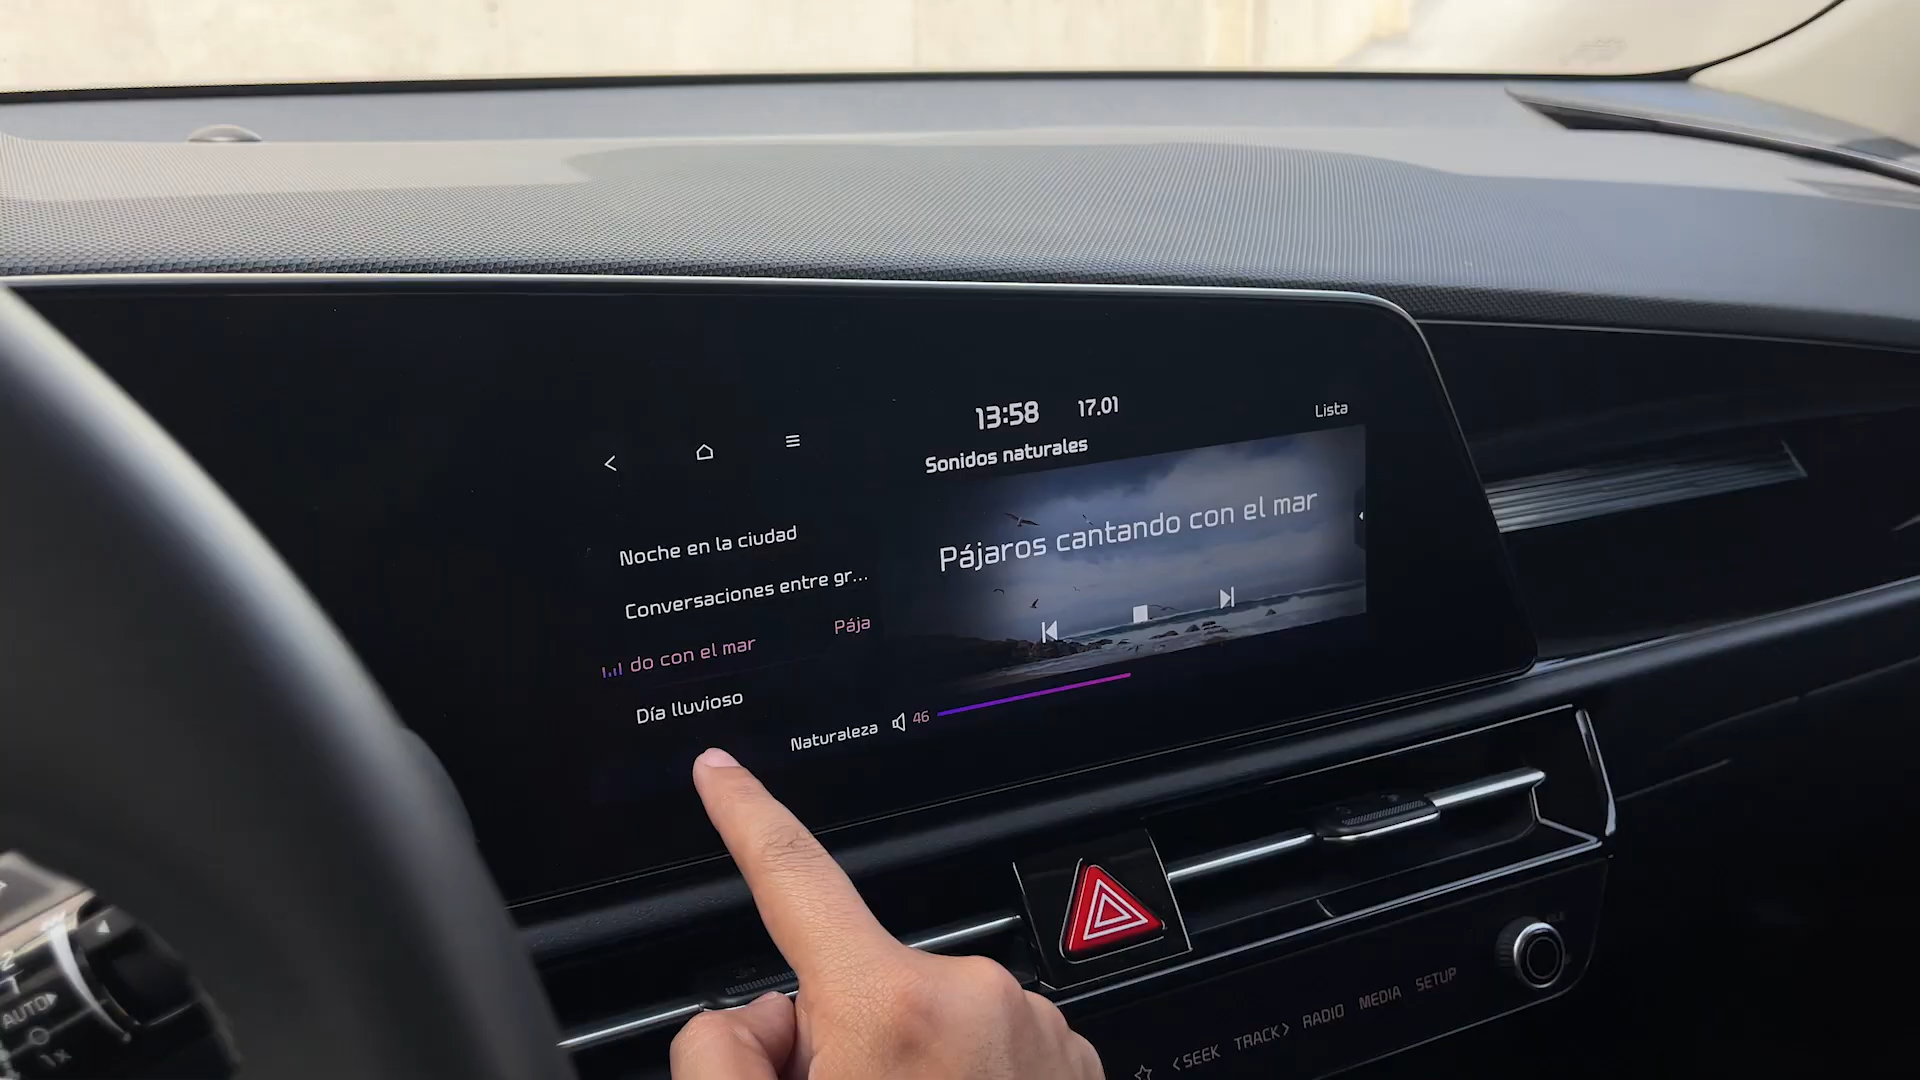 13:58 17.01
Lista
Sonidos naturales
Noche en la ciudad
Conversaciones entre gr...
do con el mar Pája
Día lluvioso
Pájaros cantando con el mar
Naturaleza 46
< SEEK TRACK > RADIO MEDIA SETUP
AUTO
1x